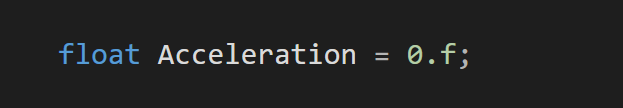 float Acceleration = 0.f;